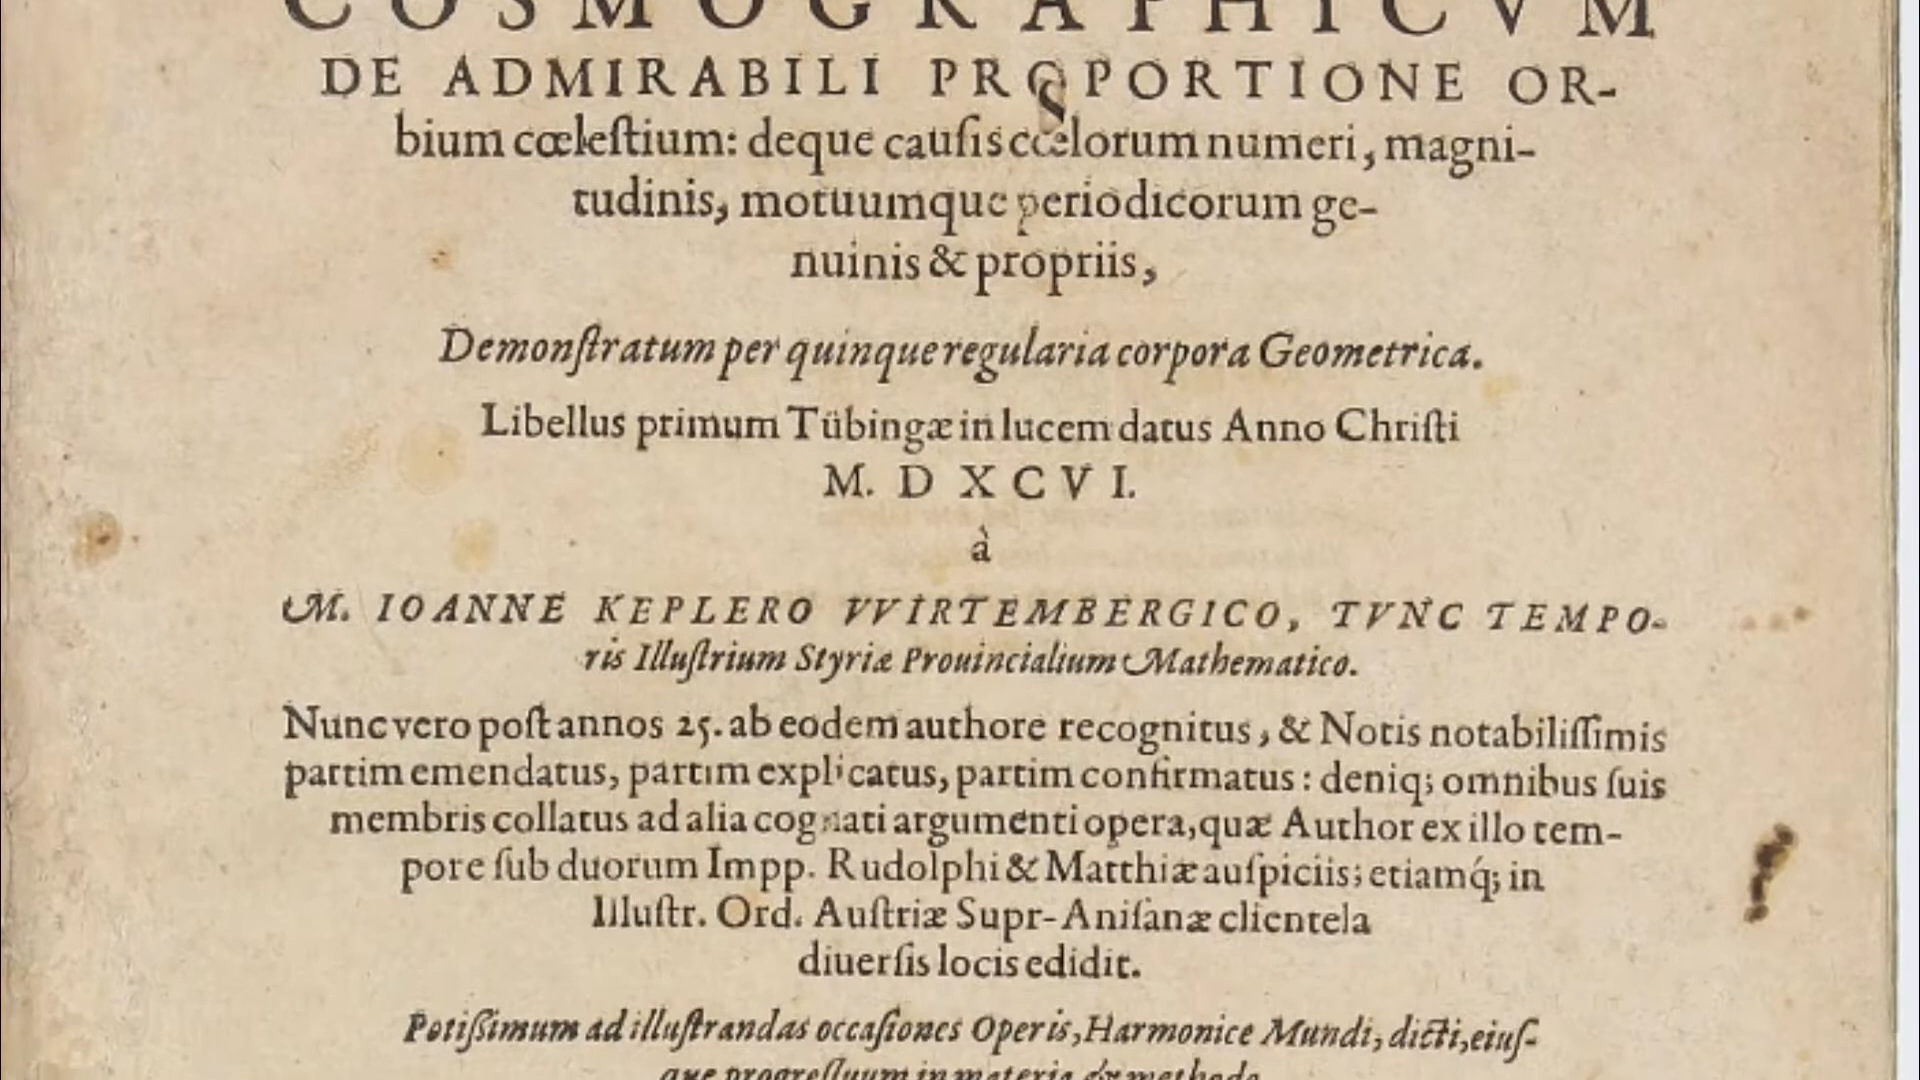 COSMOGRAPHICVM
DE ADMIRABILI PROPORTIONE OR-
bium cœleſtium: deque cauſis cœlorum numeri, magni-
tudinis, motuumque periodicorum ge-
nuinis & propriis,
Demonſtratum per quinque regularia corpora Geometrica.
Libellus primum Tübingæ in lucem datus Anno Chriſti
M. D X C V I.
à
M. IOANNE KEPLERO VVIRTEMBERGICO, TVNC TEMPO-
ris Illuſtrium Styriæ Prouincialium Mathematico.
Nunc vero poſt annos 25. ab eodem authore recognitus, & Notis notabiliſſimis
partim emendatus, partim explicatus, partim confirmatus: deniq; omnibus ſuis
membris collatus ad alia cognati argumenti opera, quæ Author ex illo tem-
pore ſub duorum Impp. Rudolphi & Matthiæ auſpiciis; etiamq́; in
Illuſtr. Ord. Auſtriæ Supr-Aniſanæ clientela
diuerſis locis edidit.
Potiſſimum ad illuſtrandas occaſiones Operis, Harmonice Mundi, dicti, eiuſ-
que progreſſuum in materia & methodo.